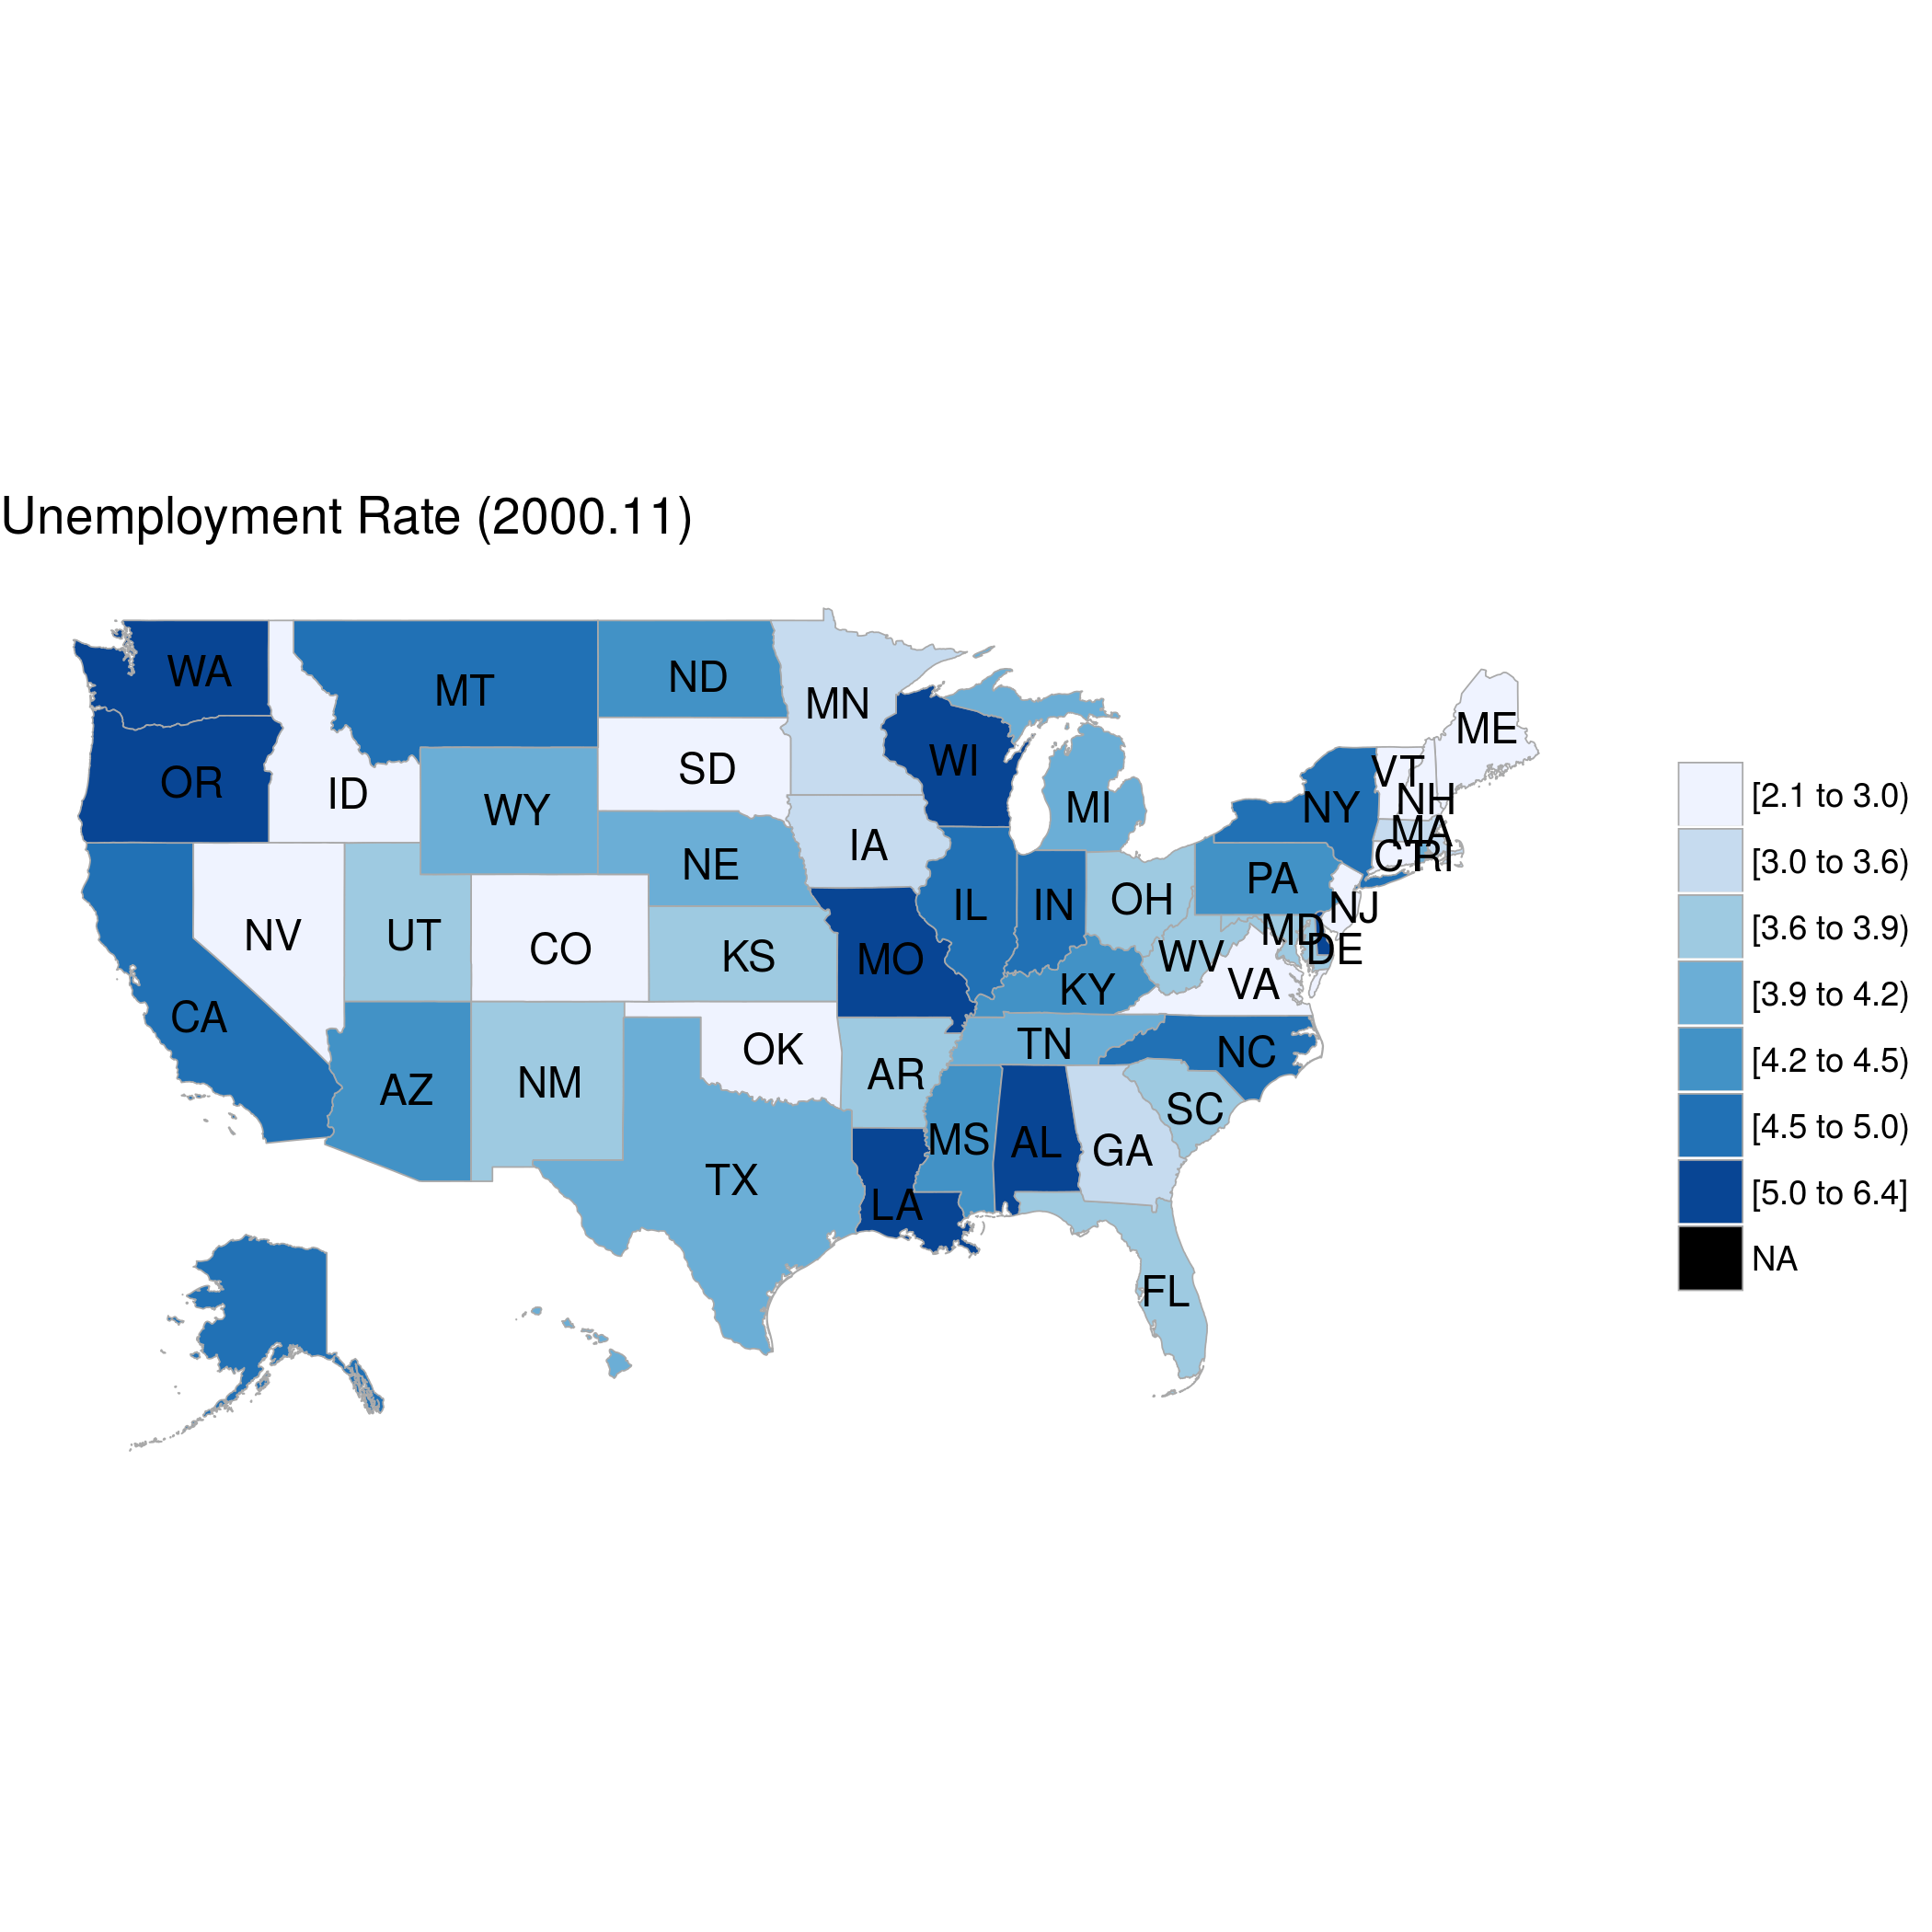 Unemployment Rate (2000.11)
WA
MT
ND
MN
ME
OR
ID
WY
SD
WI
MI
VT
NH
NY
MA
NE
IA
CT
RI
PA
NV
UT
CO
KS
MO
IL
IN
OH
NJ
MD
DE
WV
VA
KY
CA
AZ
NM
OK
AR
TN
NC
SC
MS
AL
GA
TX
LA
FL
[2.1 to 3.0)
[3.0 to 3.6)
[3.6 to 3.9)
[3.9 to 4.2)
[4.2 to 4.5)
[4.5 to 5.0)
[5.0 to 6.4]
NA